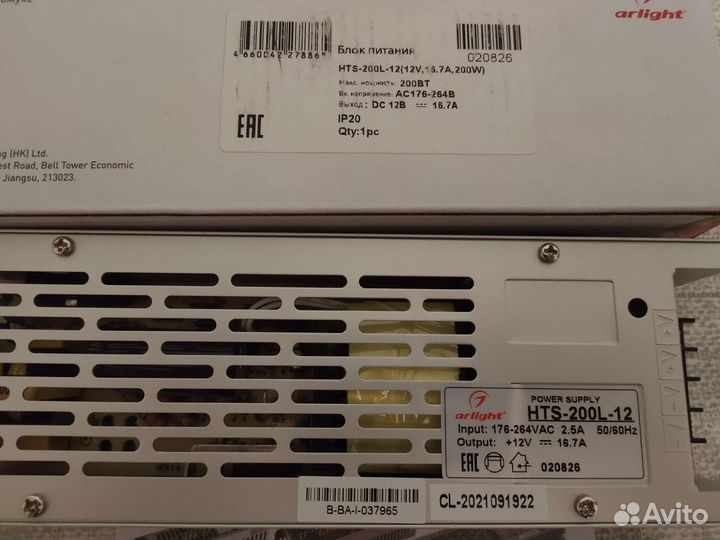 arlight
4 660042 278865
Блок питания
020826
HTS-200L-12(12V,16.7A,200W)
Макс. мощность: 200ВТ
Вх. напряжение: AC176-264В
Выход: DC 12В ⎓ 16.7A
IP20
Qty:1pc
EAC
(HK) Ltd.
Road, Bell Tower Economic
Jiangsu, 213023.
V+
V+
V-
V-
arlight
POWER SUPPLY
HTS-200L-12
Input: 176-264VAC 2.5A 50/60Hz
Output: +12V ⎓ 16.7A
EAC
020826
B-BA-I-037965
CL-2021091922
Avito